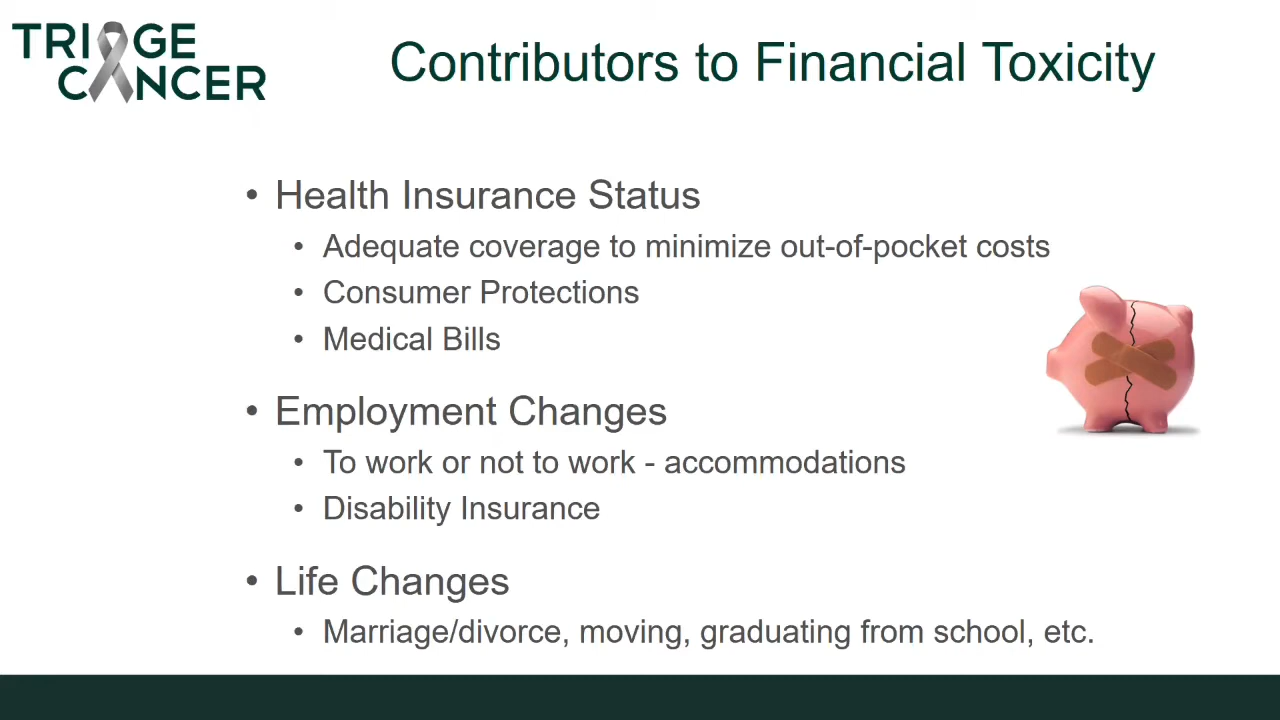 TRIAGE
CANCER
Contributors to Financial Toxicity
• Health Insurance Status
• Adequate coverage to minimize out-of-pocket costs
• Consumer Protections
• Medical Bills
• Employment Changes
• To work or not to work - accommodations
• Disability Insurance
• Life Changes
• Marriage/divorce, moving, graduating from school, etc.